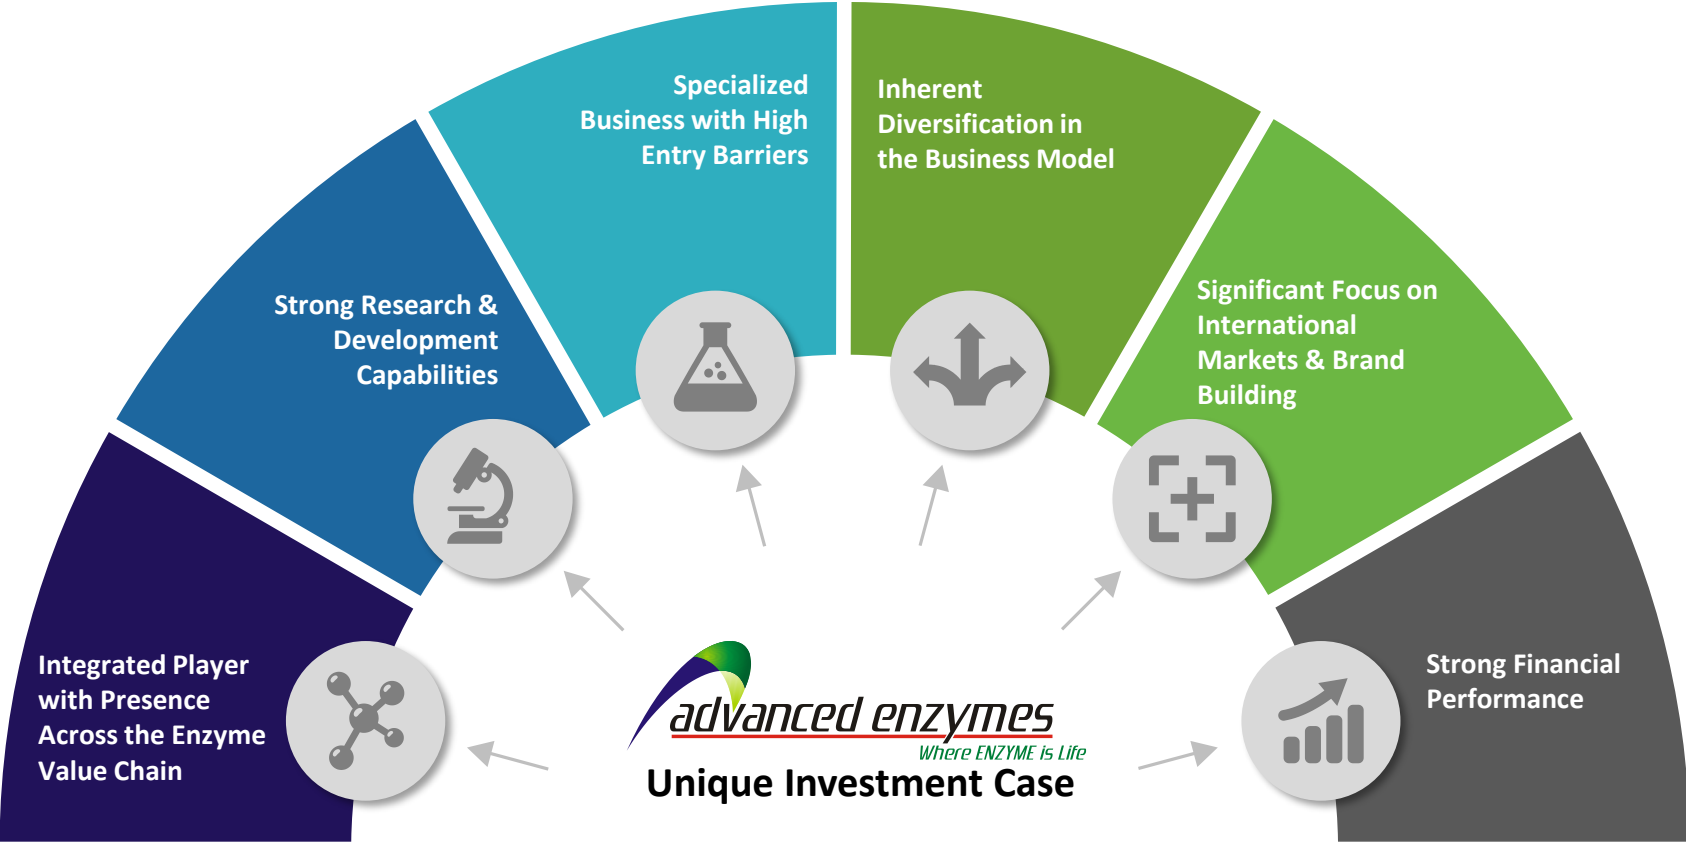 Specialized
Business with High
Entry Barriers
Inherent
Diversification in
the Business Model
Strong Research &
Development
Capabilities
Significant Focus on
International
Markets & Brand
Building
Integrated Player
with Presence
Across the Enzyme
Value Chain
Strong Financial
Performance
advanced enzymes
Where ENZYME is Life
Unique Investment Case